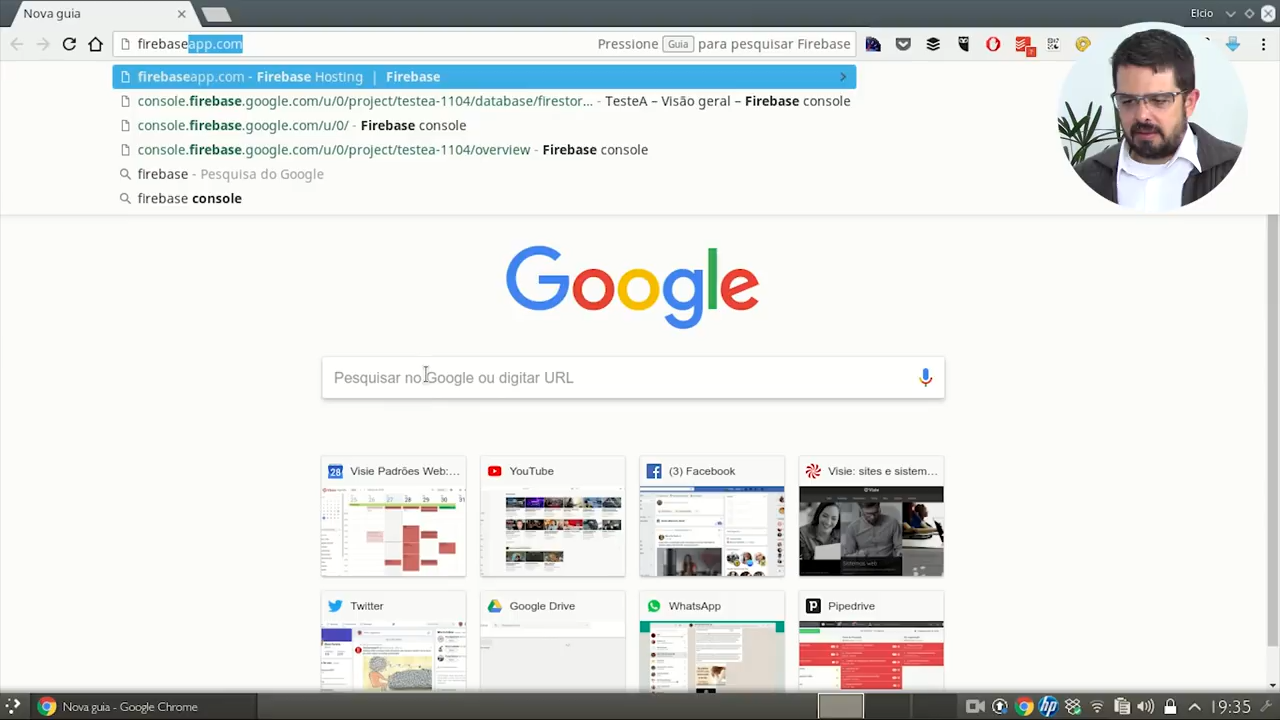 Nova guia
Elcio
firebaseapp.com
Pressione Guia para pesquisar Firebase
7
firebaseapp.com - Firebase Hosting | Firebase
console.firebase.google.com/u/0/project/testea-1104/database/firestor... - TesteA – Visão geral – Firebase console
console.firebase.google.com/u/0/ - Firebase console
console.firebase.google.com/u/0/project/testea-1104/overview - Firebase console
firebase - Pesquisa do Google
firebase console
Google
Pesquisar no Google ou digitar URL
28 Visie Padrões Web:...
YouTube
(3) Facebook
Visie: sites e sistem...
Twitter
Google Drive
WhatsApp
Pipedrive
Nova guia - Google Chrome
19:35